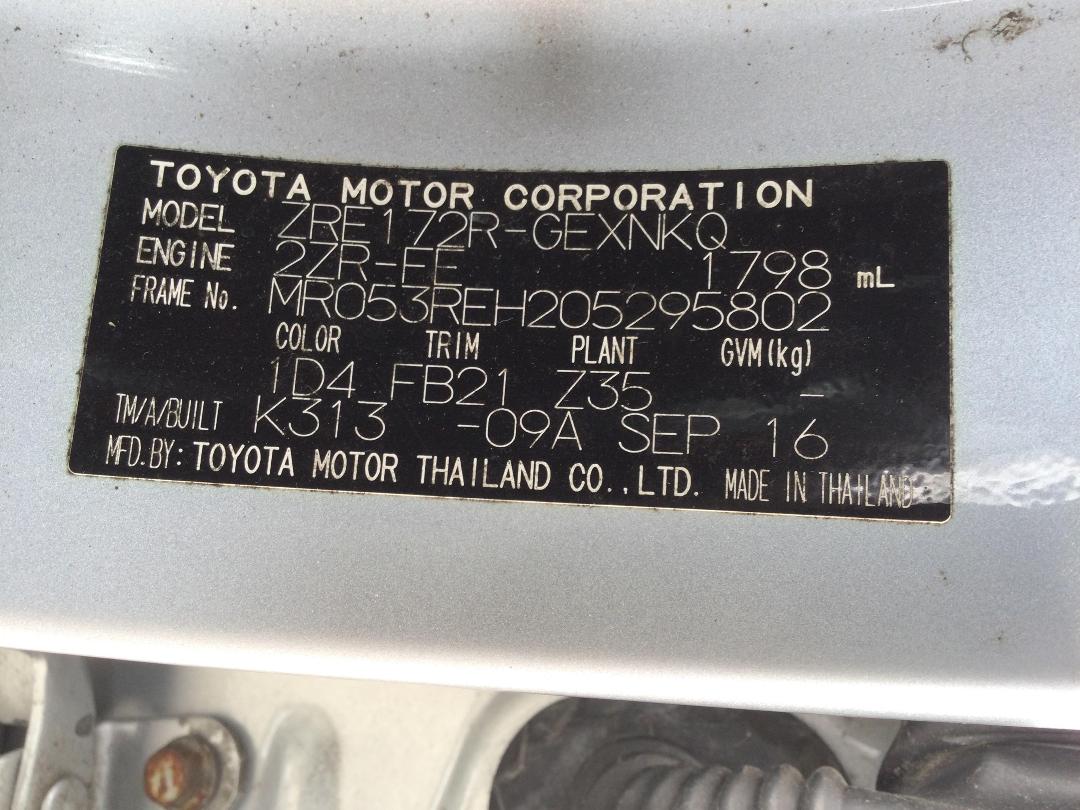 TOYOTA MOTOR CORPORATION
MODEL ZRE172R-GEXNKQ
ENGINE 2ZR-FE 1798 mL
FRAME No. MR053REH205295802
COLOR TRIM PLANT GVM(kg)
1D4 FB21 Z35 -
TM/A/BUILT K313 -09A SEP 16
MFD.BY: TOYOTA MOTOR THAILAND CO.,LTD. MADE IN THAILAND